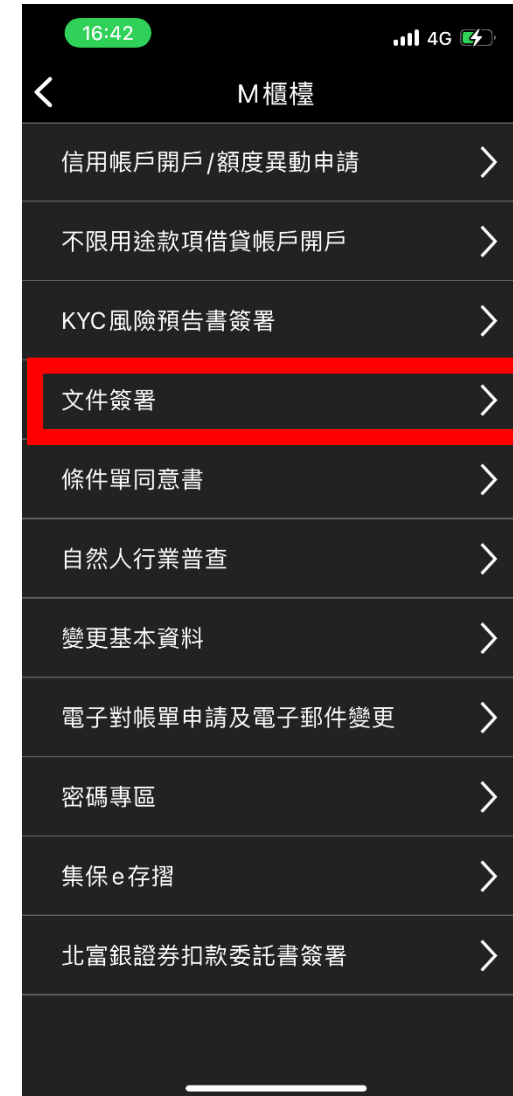 16:42
4G
M櫃檯
信用帳戶開戶/額度異動申請
不限用途款項借貸帳戶開戶
KYC風險預告書簽署
文件簽署
條件單同意書
自然人行業普查
變更基本資料
電子對帳單申請及電子郵件變更
密碼專區
集保e存摺
北富銀證券扣款委託書簽署